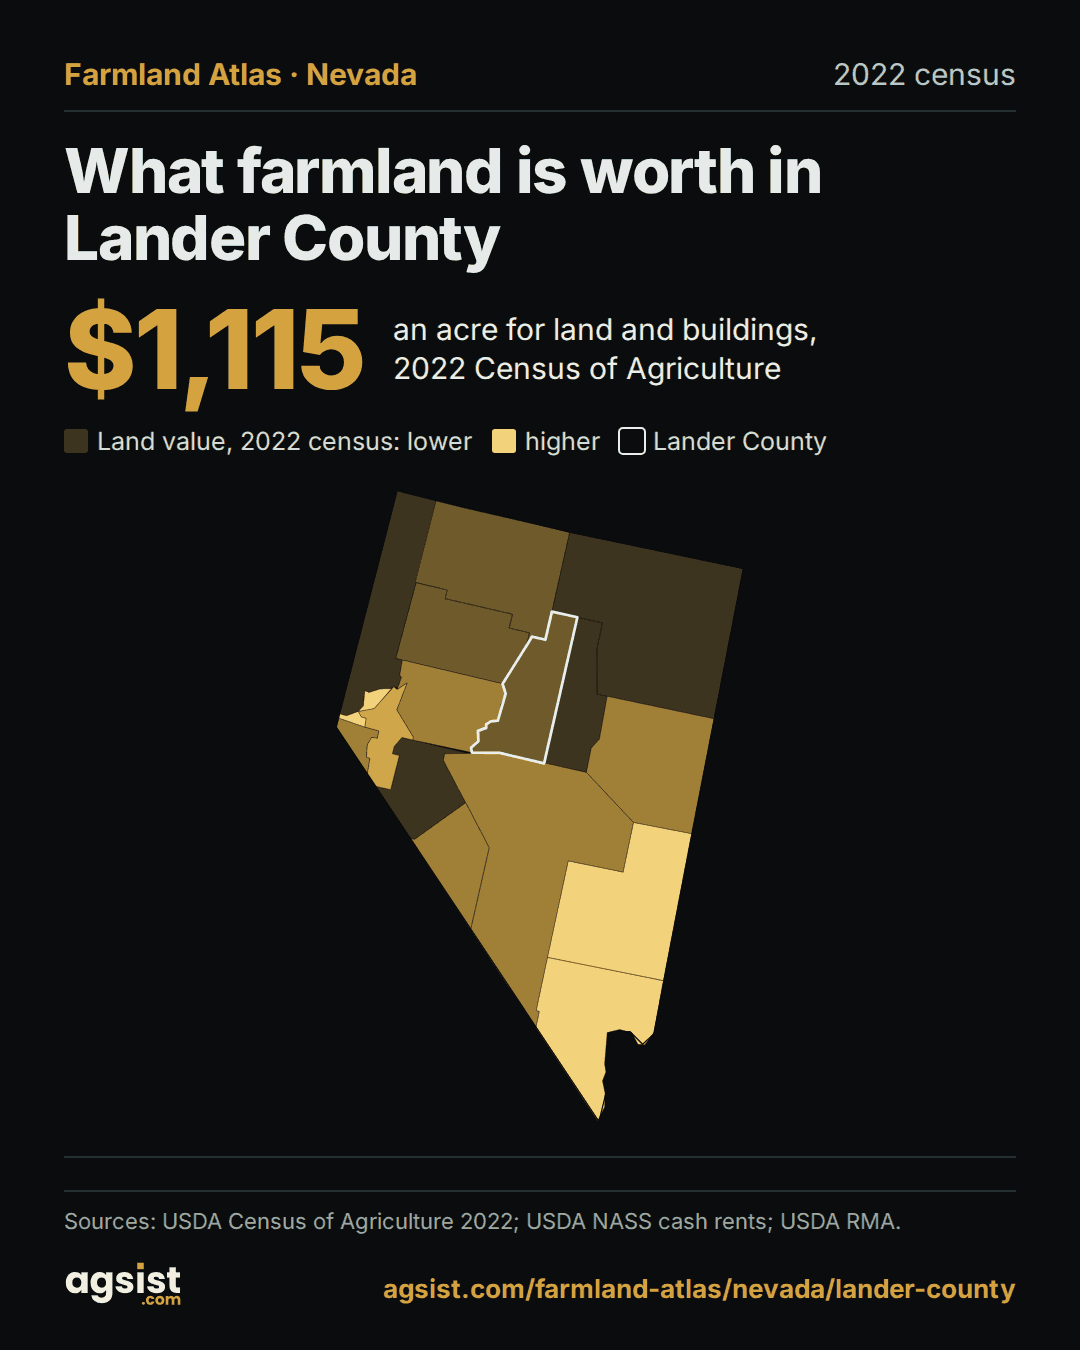 Farmland Atlas · Nevada
2022 census
What farmland is worth in
Lander County
$1,115
an acre for land and buildings,
2022 Census of Agriculture
Land value, 2022 census: lower
higher
Lander County
Sources: USDA Census of Agriculture 2022; USDA NASS cash rents; USDA RMA.
agsist
.com
agsist.com/farmland-atlas/nevada/lander-county